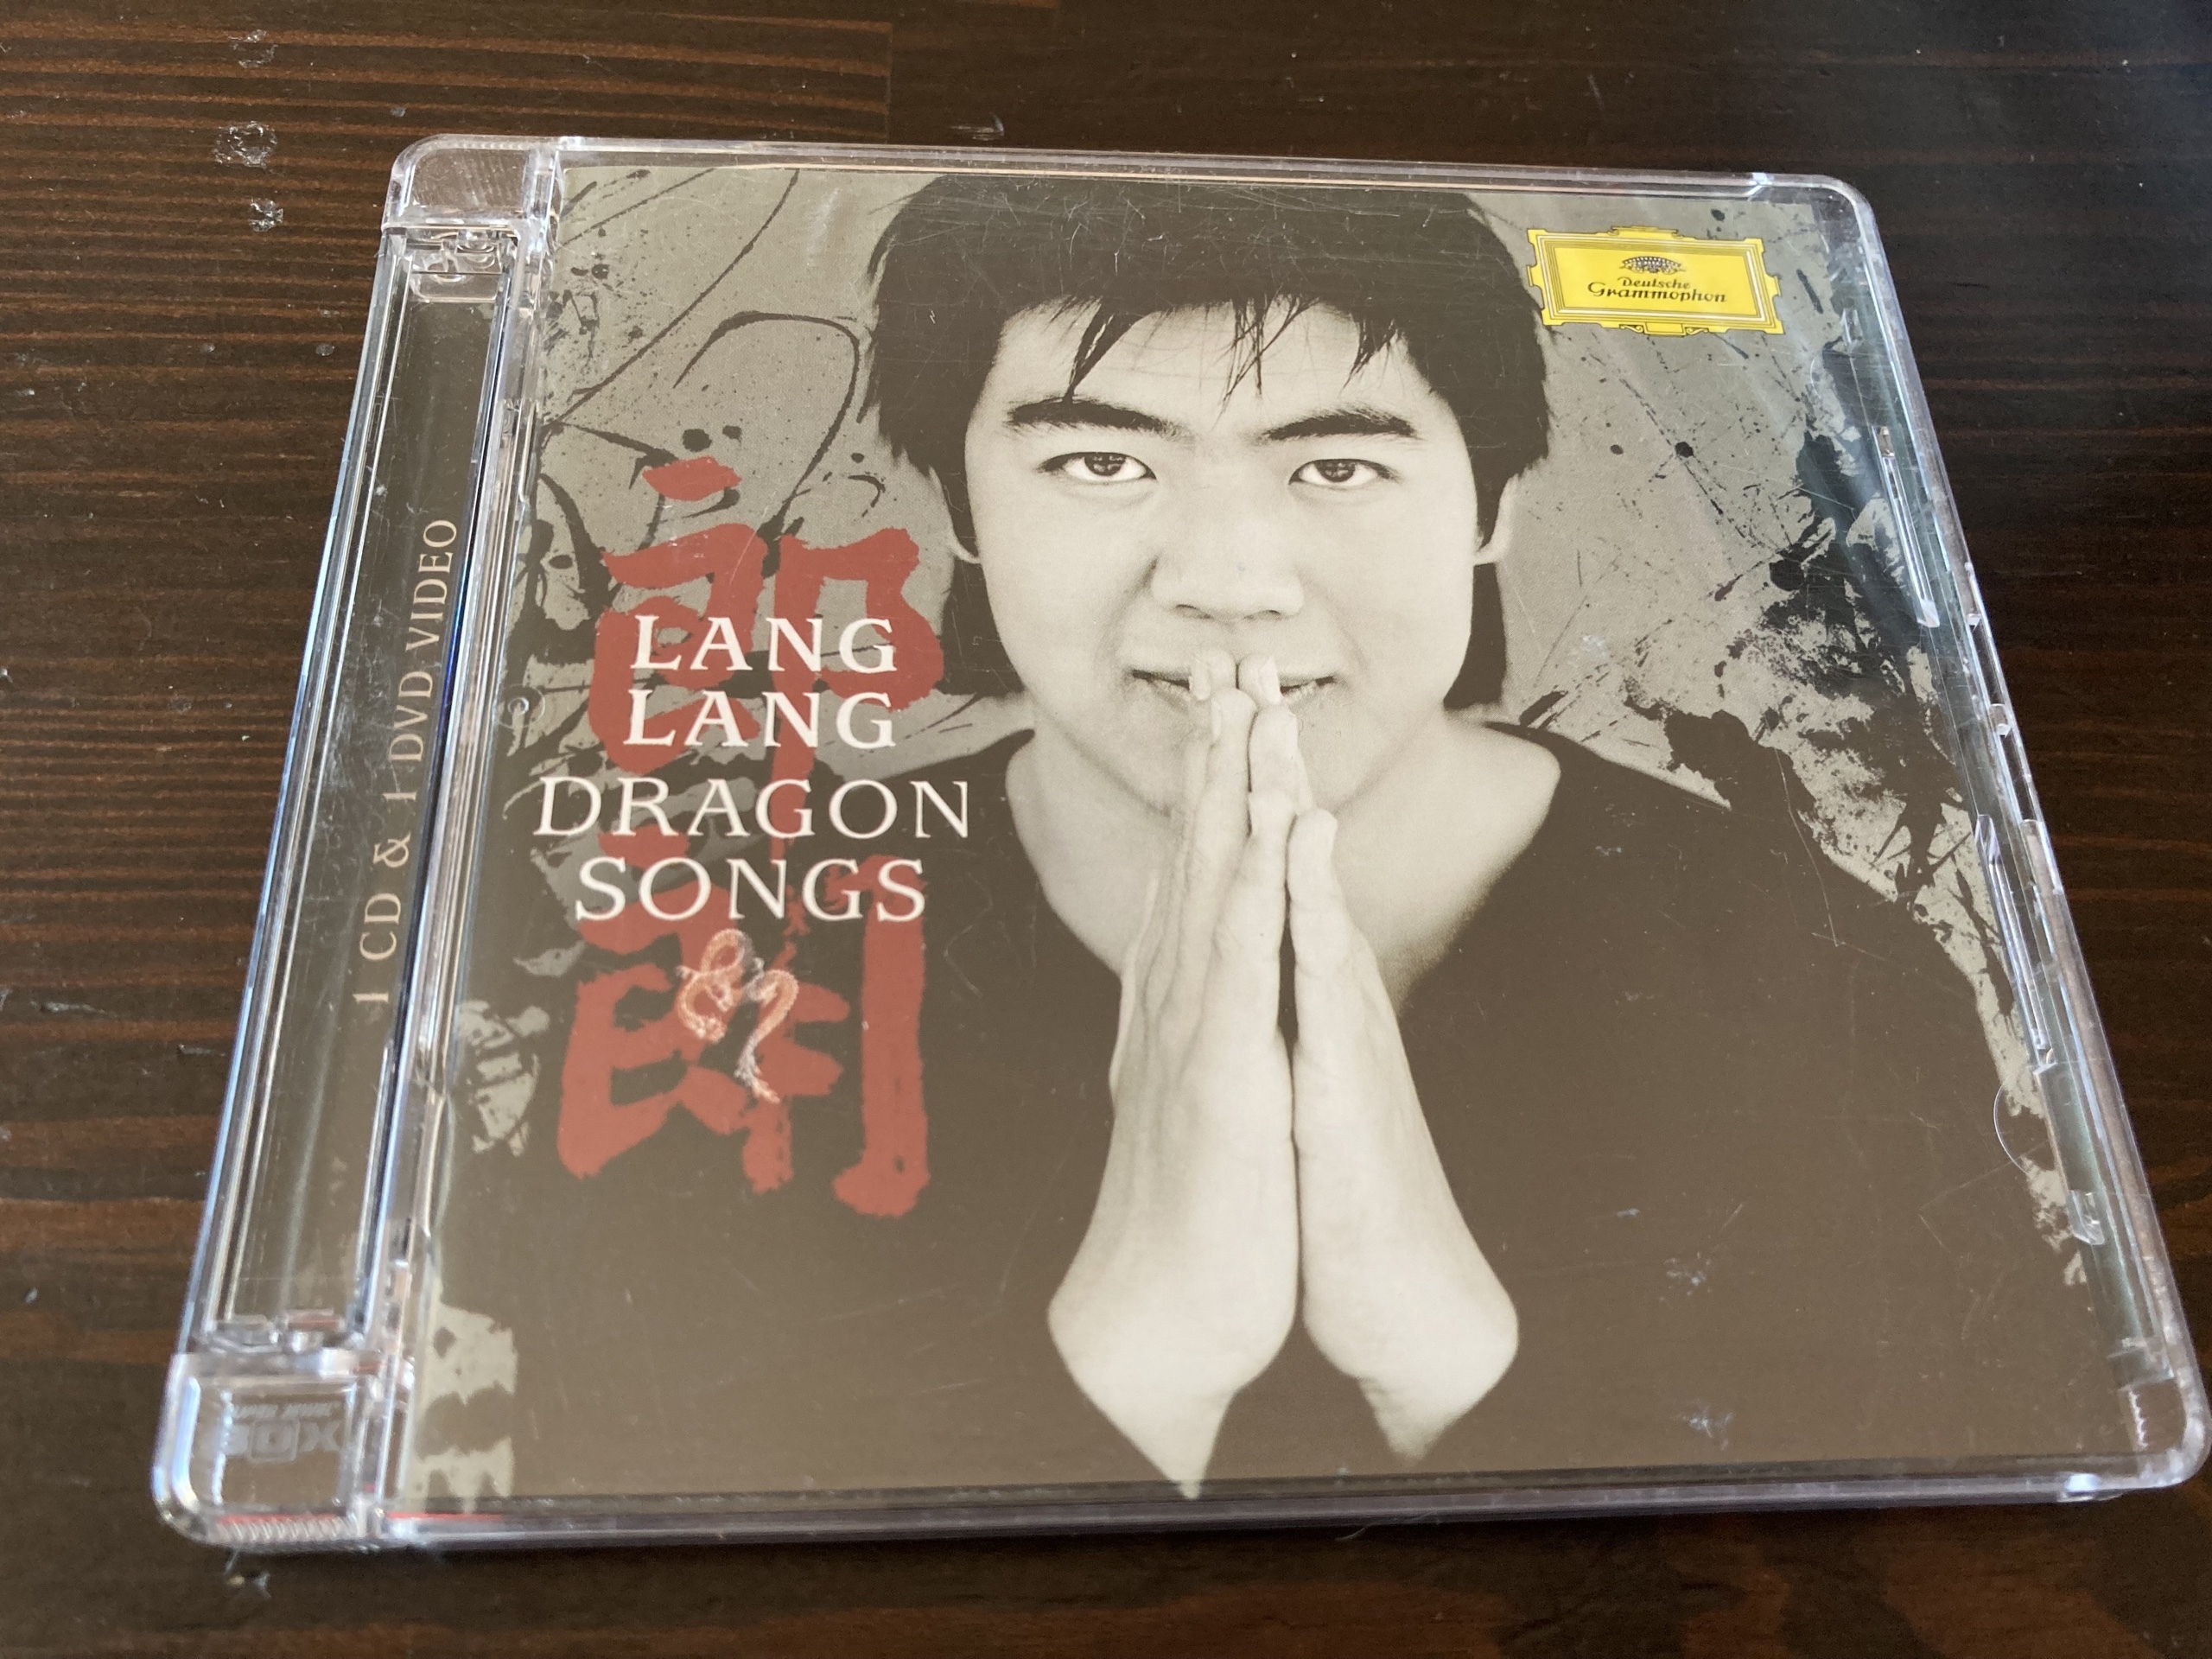 Deutsche
Grammophon
郎
朗
LANG
LANG
DRAGON
SONGS
1 CD & 1 DVD VIDEO